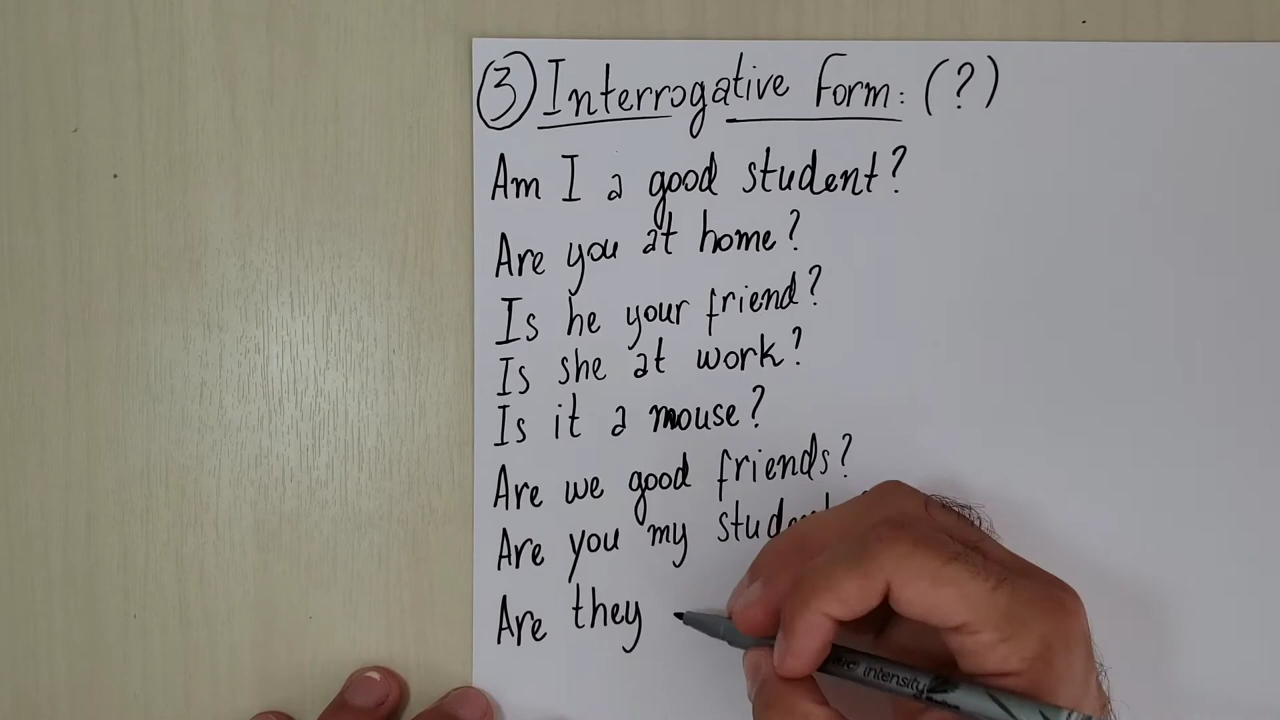 ③ Interrogative Form: (?)
Am I a good student?
Are you at home?
Is he your friend?
Is she at work?
Is it a mouse?
Are we good friends?
Are you my
Are they
intensity